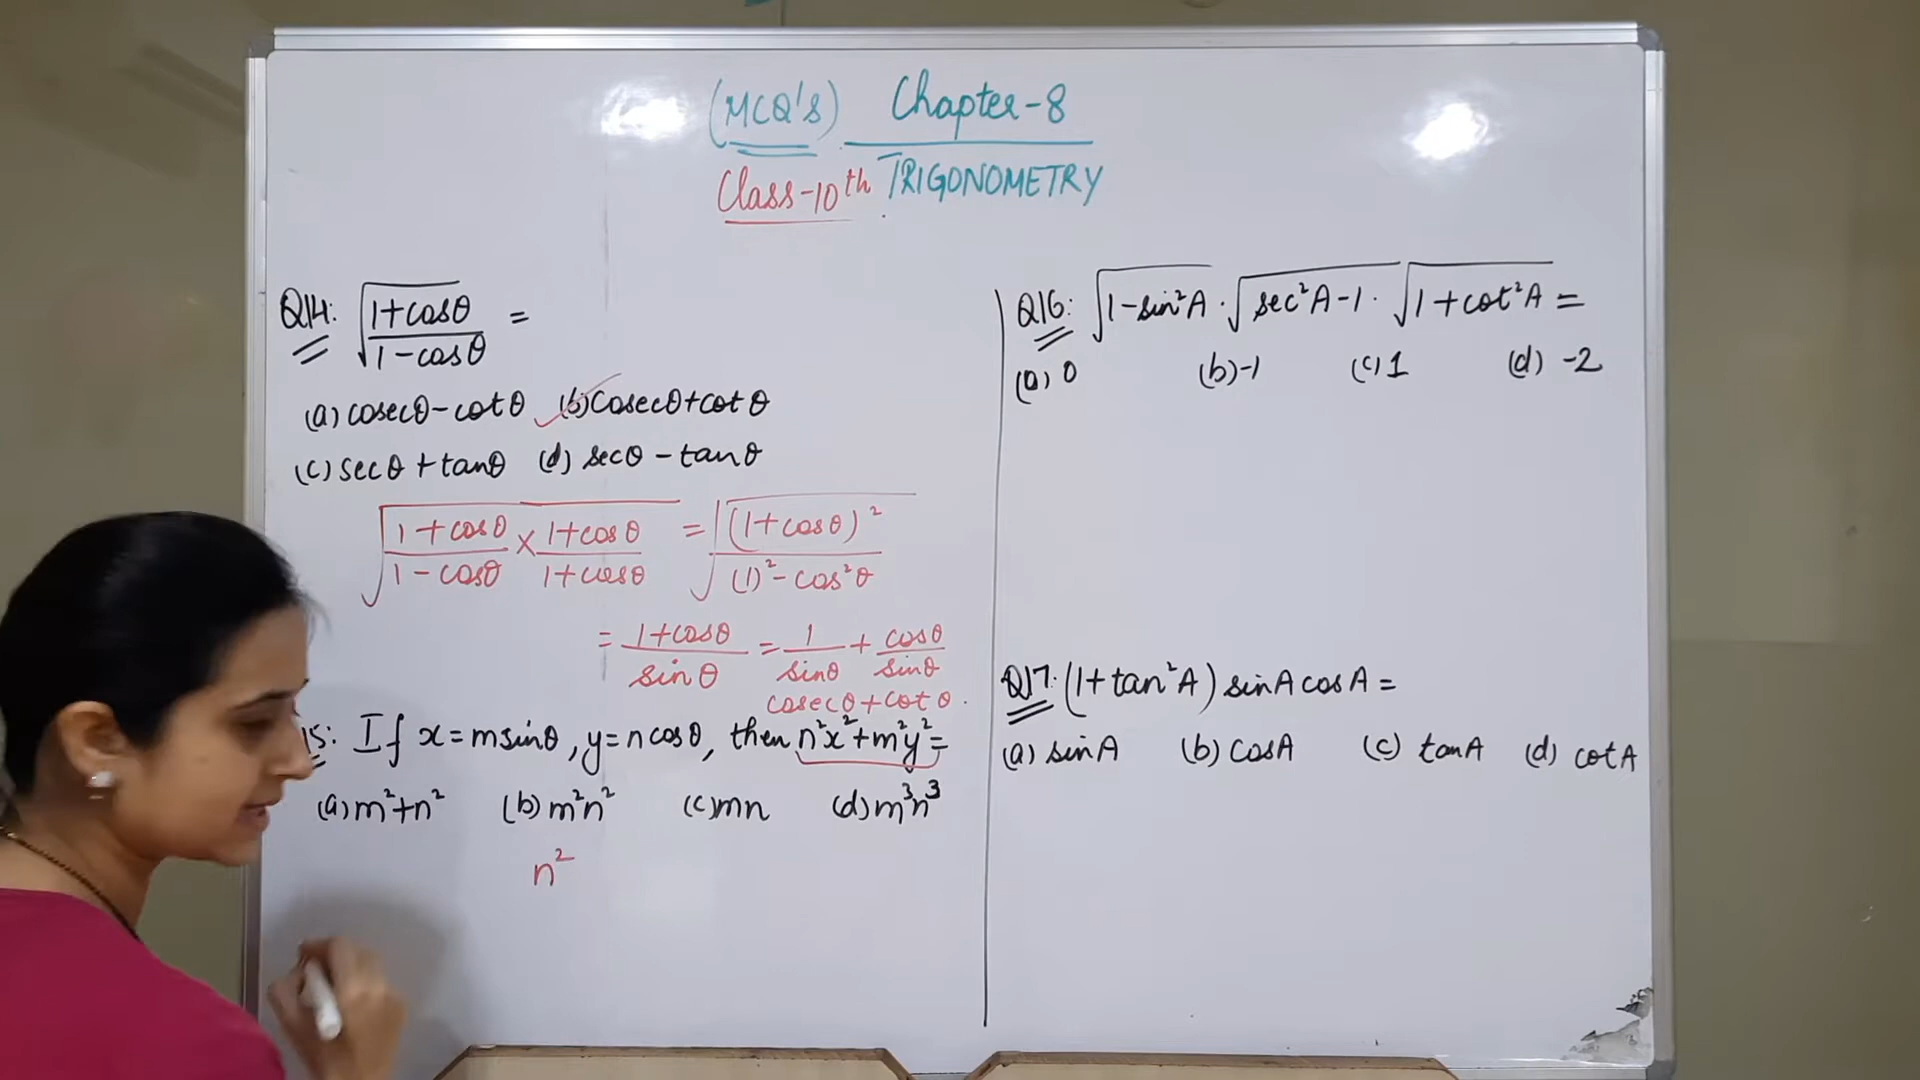 (MCQ's) Chapter-8
Class-10th TRIGONOMETRY
Q14: √(1+cosθ / 1-cosθ) =
(a) cosecθ-cotθ (b) Cosecθ+cotθ
(c) secθ+tanθ (d) secθ-tanθ
√(1+cosθ / 1-cosθ × 1+cosθ / 1+cosθ) = √((1+cosθ)² / (1)²-cos²θ)
= 1+cosθ / sinθ = 1 / sinθ + cosθ / sinθ
cosecθ+cotθ.
15: If x=msinθ, y=ncosθ, then n²x²+m²y²=
(a) m²+n² (b) m²n² (c) mn (d) m³n³
n²
Q16: √1-sin²A · √sec²A-1 · √1+cot²A =
(a) 0 (b) -1 (c) 1 (d) -2
Q17: (1+tan²A) sinA cosA =
(a) sinA (b) CosA (c) tanA (d) cotA